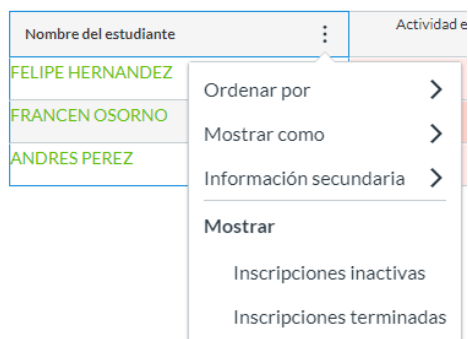 Nombre del estudiante
Actividad e
FELIPE HERNANDEZ
FRANCEN OSORNO
ANDRES PEREZ
Ordenar por
Mostrar como
Información secundaria
Mostrar
Inscripciones inactivas
Inscripciones terminadas